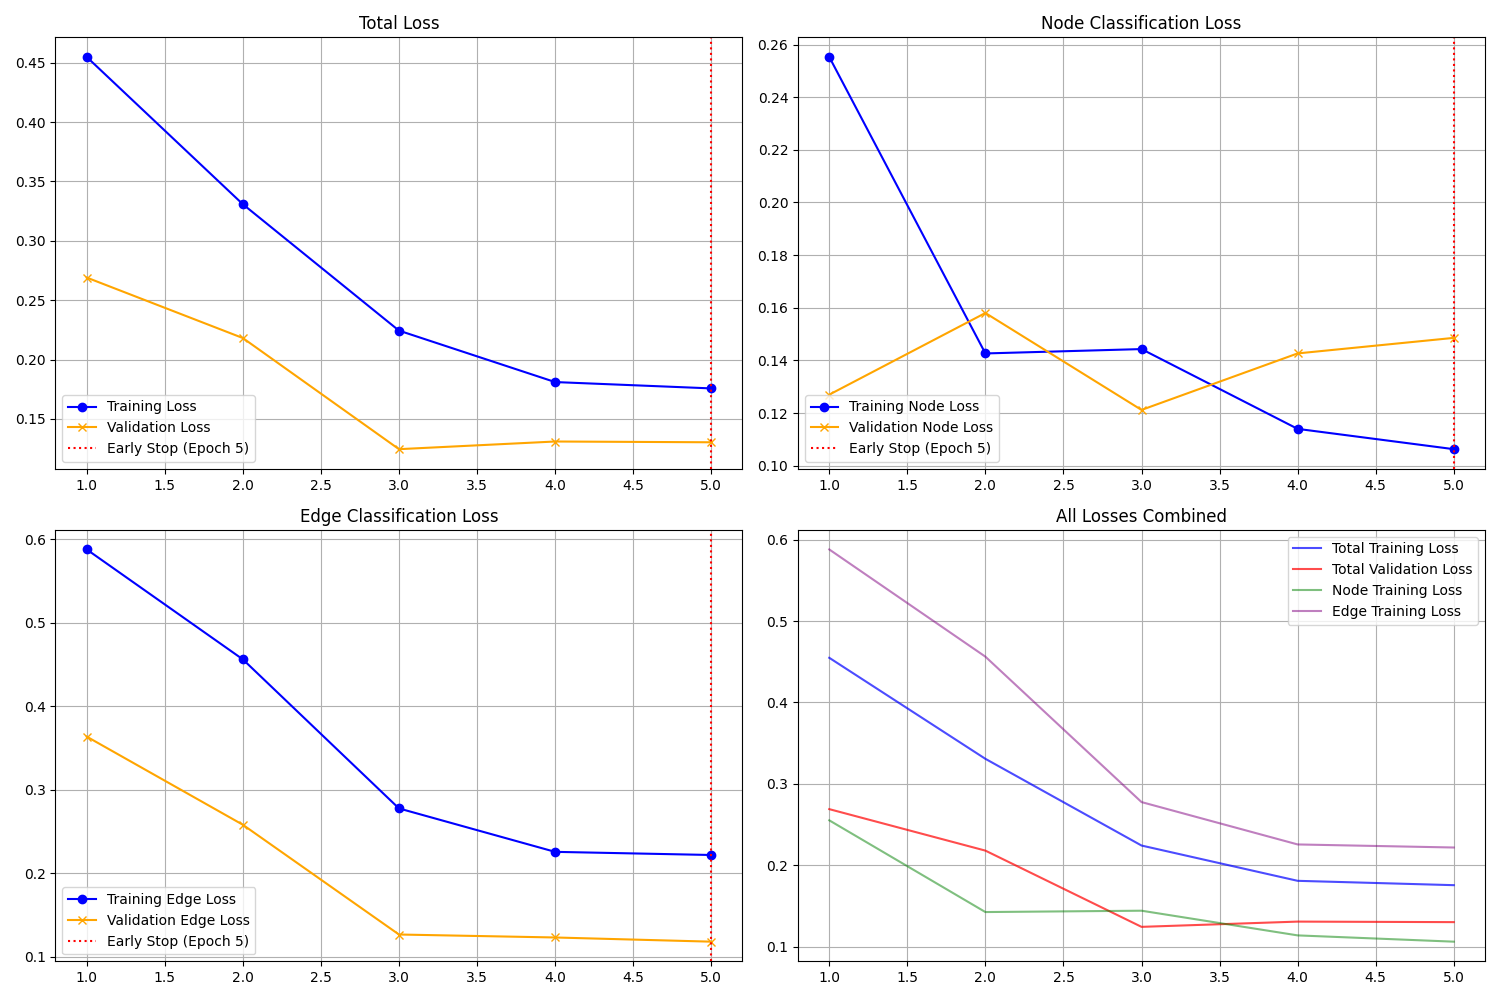 Total Loss
0.45
0.40
0.35
0.30
0.25
0.20
0.15
Training Loss
Validation Loss
Early Stop (Epoch 5)
1.0 1.5 2.0 2.5 3.0 3.5 4.0 4.5 5.0
Node Classification Loss
0.26
0.24
0.22
0.20
0.18
0.16
0.14
0.12
0.10
Training Node Loss
Validation Node Loss
Early Stop (Epoch 5)
1.0 1.5 2.0 2.5 3.0 3.5 4.0 4.5 5.0
Edge Classification Loss
0.6
0.5
0.4
0.3
0.2
0.1
Training Edge Loss
Validation Edge Loss
Early Stop (Epoch 5)
1.0 1.5 2.0 2.5 3.0 3.5 4.0 4.5 5.0
All Losses Combined
0.6
0.5
0.4
0.3
0.2
0.1
Total Training Loss
Total Validation Loss
Node Training Loss
Edge Training Loss
1.0 1.5 2.0 2.5 3.0 3.5 4.0 4.5 5.0